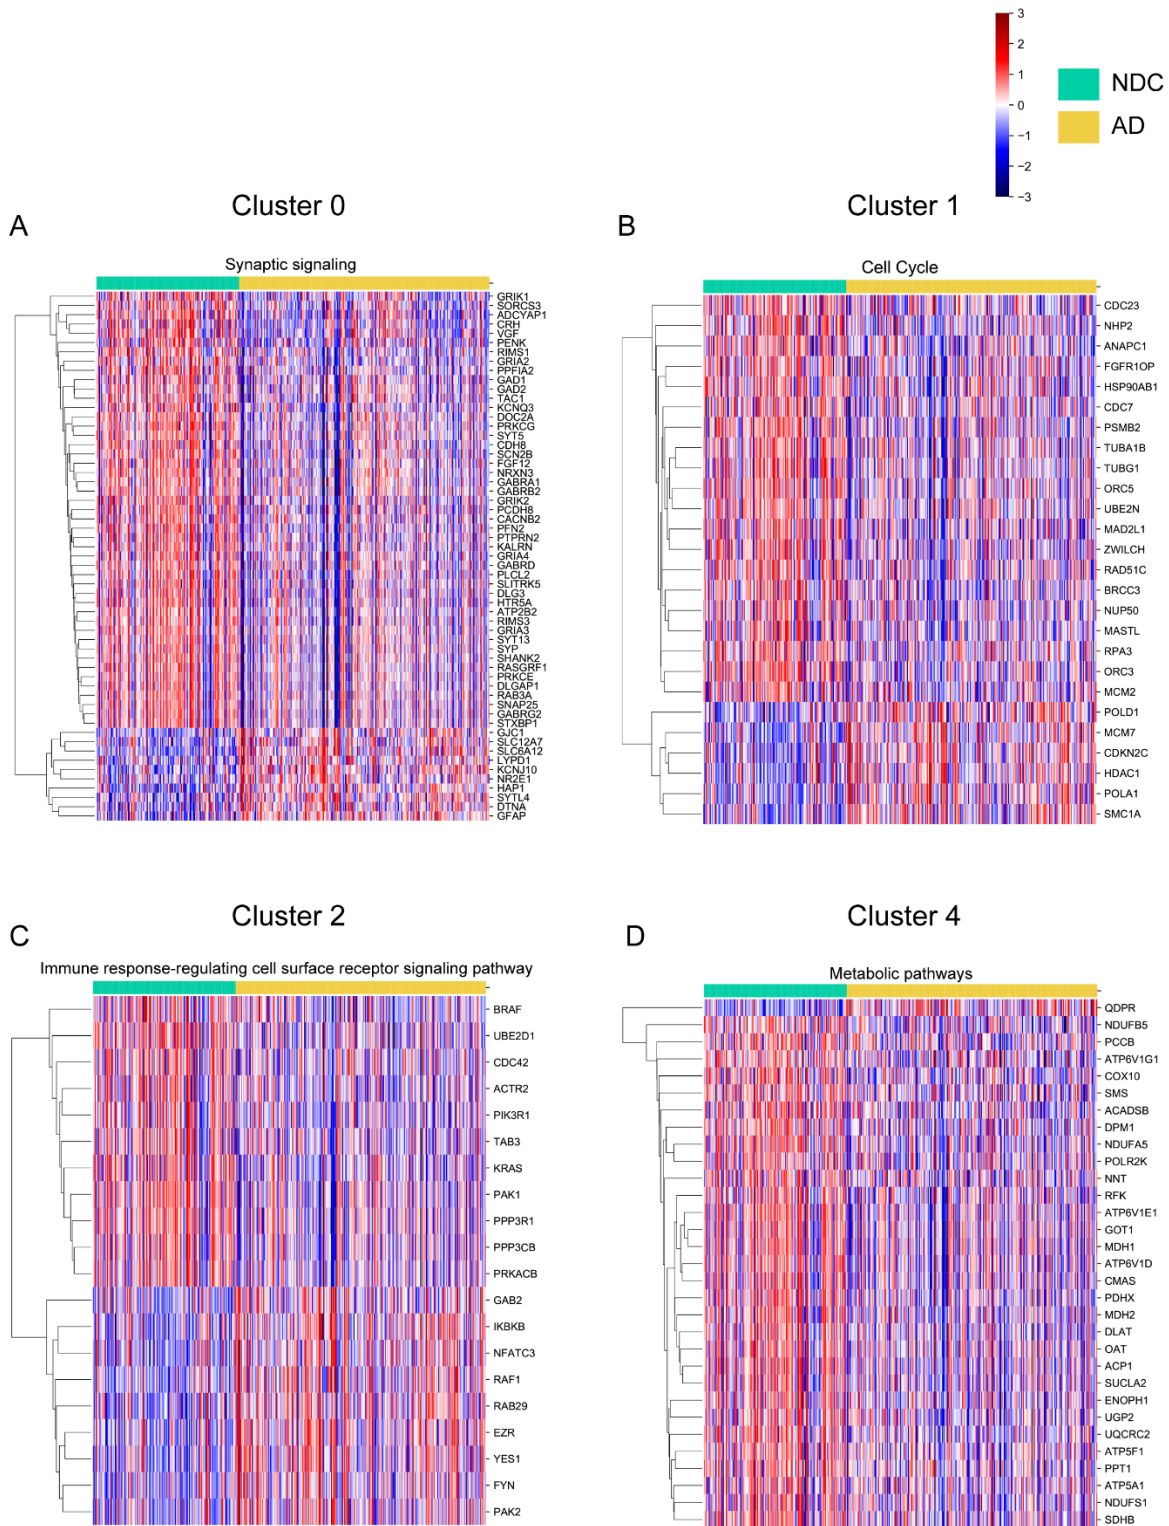 3
2
1
0
−1
−2
−3
NDC
AD
Cluster 0
A
Synaptic signaling
GRIK1
SORCS3
ADCYAP1
CRH
VGF
PENK
RIMS1
GRIA2
PPFIA2
GAD1
GAD2
TAC1
KCNQ3
DOC2A
PRKCG
SYT5
CDH8
SCN2B
FGF12
NRXN3
GABRA1
GABRB2
GRIK2
PCDH8
CACNB2
PFN2
PTPRN2
KALRN
GRIA4
GABRD
PLCL2
SLITRK5
DLG3
HTR5A
ATP2B2
RIMS3
GRIA3
SYT13
SYP
SHANK2
RASGRF1
PRKCE
DLGAP1
RAB3A
SNAP25
GABRG2
STXBP1
GJC1
SLC12A7
SLC6A12
LYPD1
KCNJ10
NR2E1
HAP1
SYTL4
DTNA
GFAP
Cluster 1
B
Cell Cycle
CDC23
NHP2
ANAPC1
FGFR1OP
HSP90AB1
CDC7
PSMB2
TUBA1B
TUBG1
ORC5
UBE2N
MAD2L1
ZWILCH
RAD51C
BRCC3
NUP50
MASTL
RPA3
ORC3
MCM2
POLD1
MCM7
CDKN2C
HDAC1
POLA1
SMC1A
Cluster 2
C
Immune response-regulating cell surface receptor signaling pathway
BRAF
UBE2D1
CDC42
ACTR2
PIK3R1
TAB3
KRAS
PAK1
PPP3R1
PPP3CB
PRKACB
GAB2
IKBKB
NFATC3
RAF1
RAB29
EZR
YES1
FYN
PAK2
Cluster 4
D
Metabolic pathways
QDPR
NDUFB5
PCCB
ATP6V1G1
COX10
SMS
ACADSB
DPM1
NDUFA5
POLR2K
NNT
RFK
ATP6V1E1
GOT1
MDH1
ATP6V1D
CMAS
PDHX
MDH2
DLAT
OAT
ACP1
SUCLA2
ENOPH1
UGP2
UQCRC2
ATP5F1
PPT1
ATP5A1
NDUFS1
SDHB